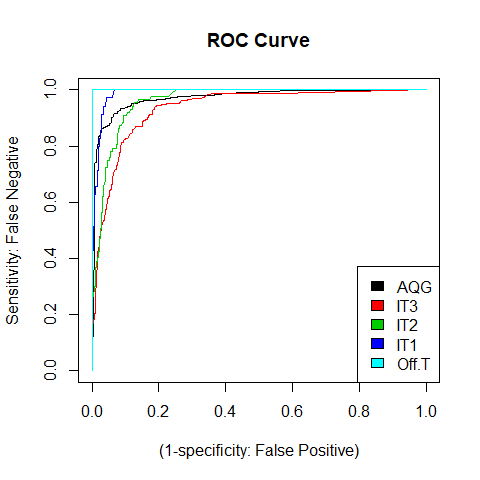 ROC Curve
Sensitivity: False Negative
1.0
0.8
0.6
0.4
0.2
0.0
AQG
IT3
IT2
IT1
Off.T
0.0 0.2 0.4 0.6 0.8 1.0
(1-specificity: False Positive)